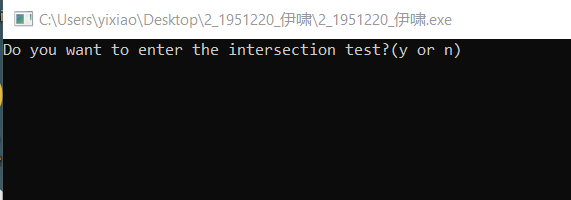 C:\Users\yixiao\Desktop\2_1951220_伊啸\2_1951220_伊啸.exe
Do you want to enter the intersection test?(y or n)